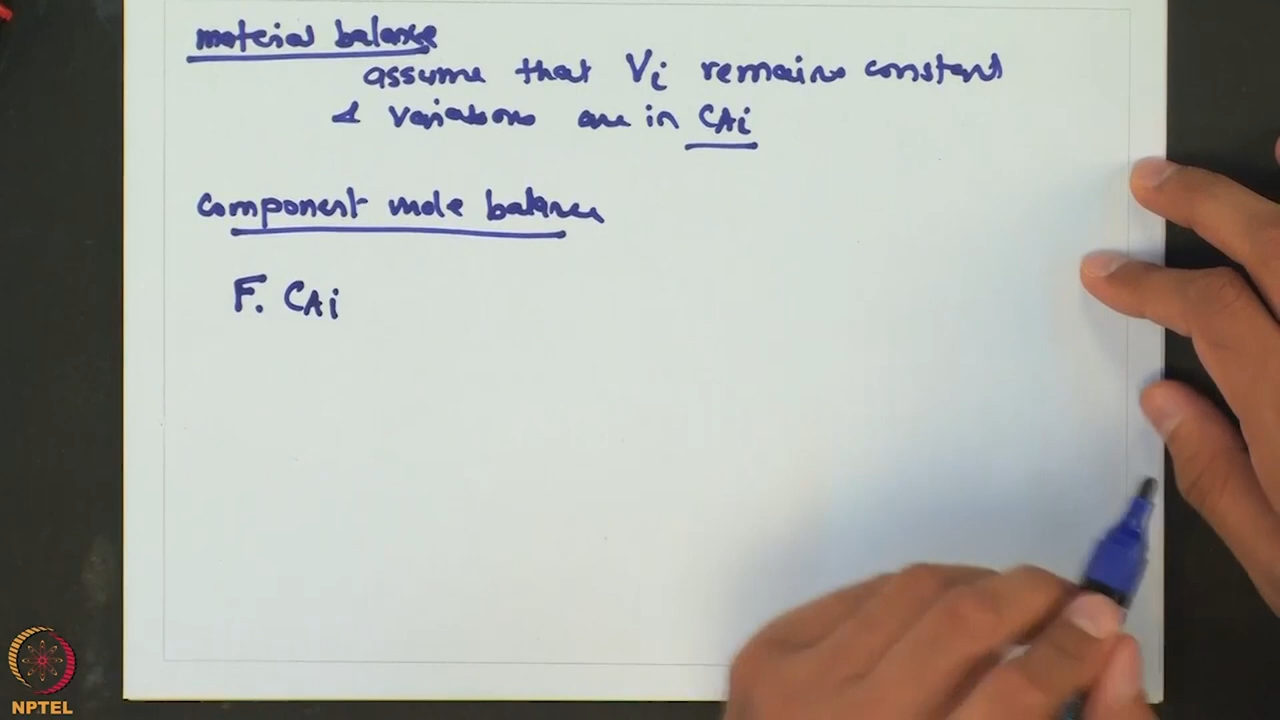 material balance
assume that Vi remains constant
& variations are in CAi
component mole balance
F. CAi
NPTEL